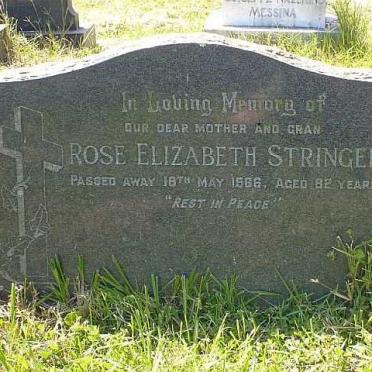 MESSINA
In Loving Memory of
OUR DEAR MOTHER AND GRAN
ROSE ELIZABETH STRINGER
PASSED AWAY 18TH MAY 1966, AGED 82 YEARS
"REST IN PEACE"